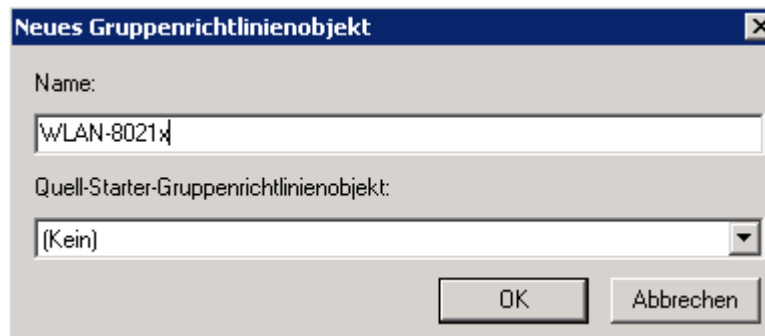 Neues Gruppenrichtlinienobjekt
Name:
WLAN-8021x
Quell-Starter-Gruppenrichtlinienobjekt:
(Kein)
OK
Abbrechen